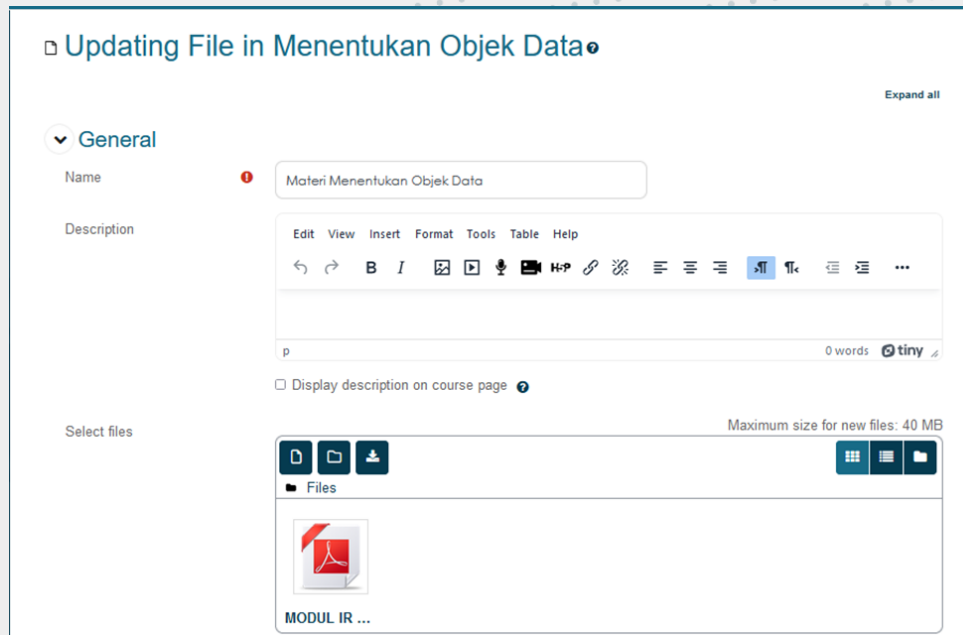 Updating File in Menentukan Objek Data
Expand all
General
Name
Materi Menentukan Objek Data
Description
Edit View Insert Format Tools Table Help
B I H-P
p 0 words tiny
Display description on course page
Select files
Maximum size for new files: 40 MB
Files
MODUL IR ...